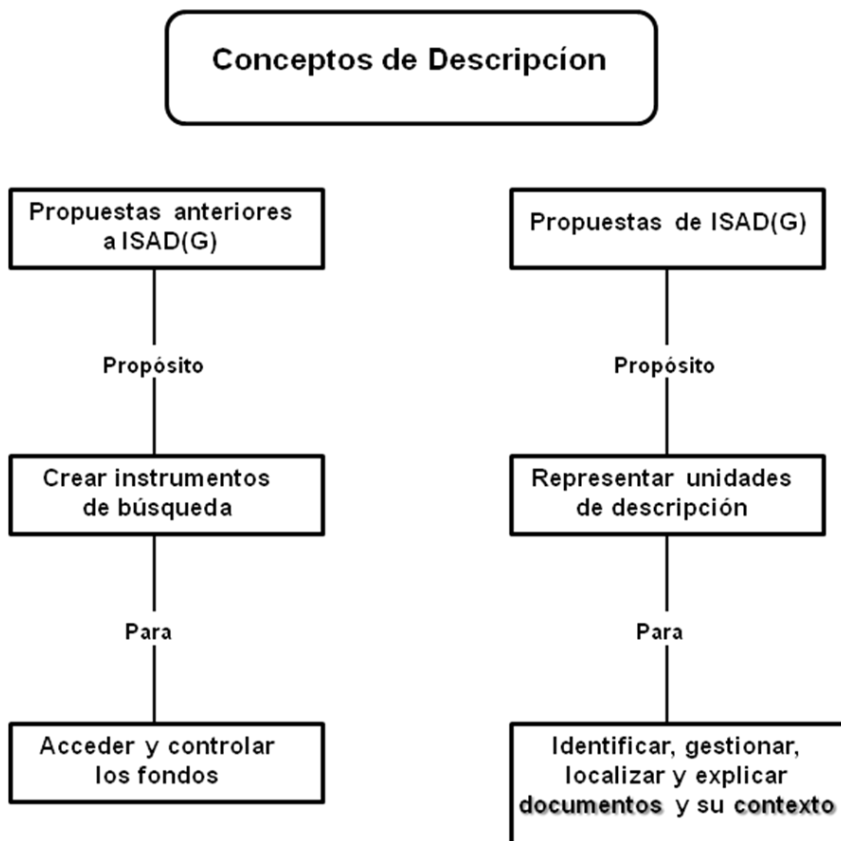 Conceptos de Descripcíon
Propuestas anteriores
a ISAD(G)
Propósito
Crear instrumentos
de búsqueda
Para
Acceder y controlar
los fondos
Propuestas de ISAD(G)
Propósito
Representar unidades
de descripción
Para
Identificar, gestionar,
localizar y explicar
documentos y su contexto